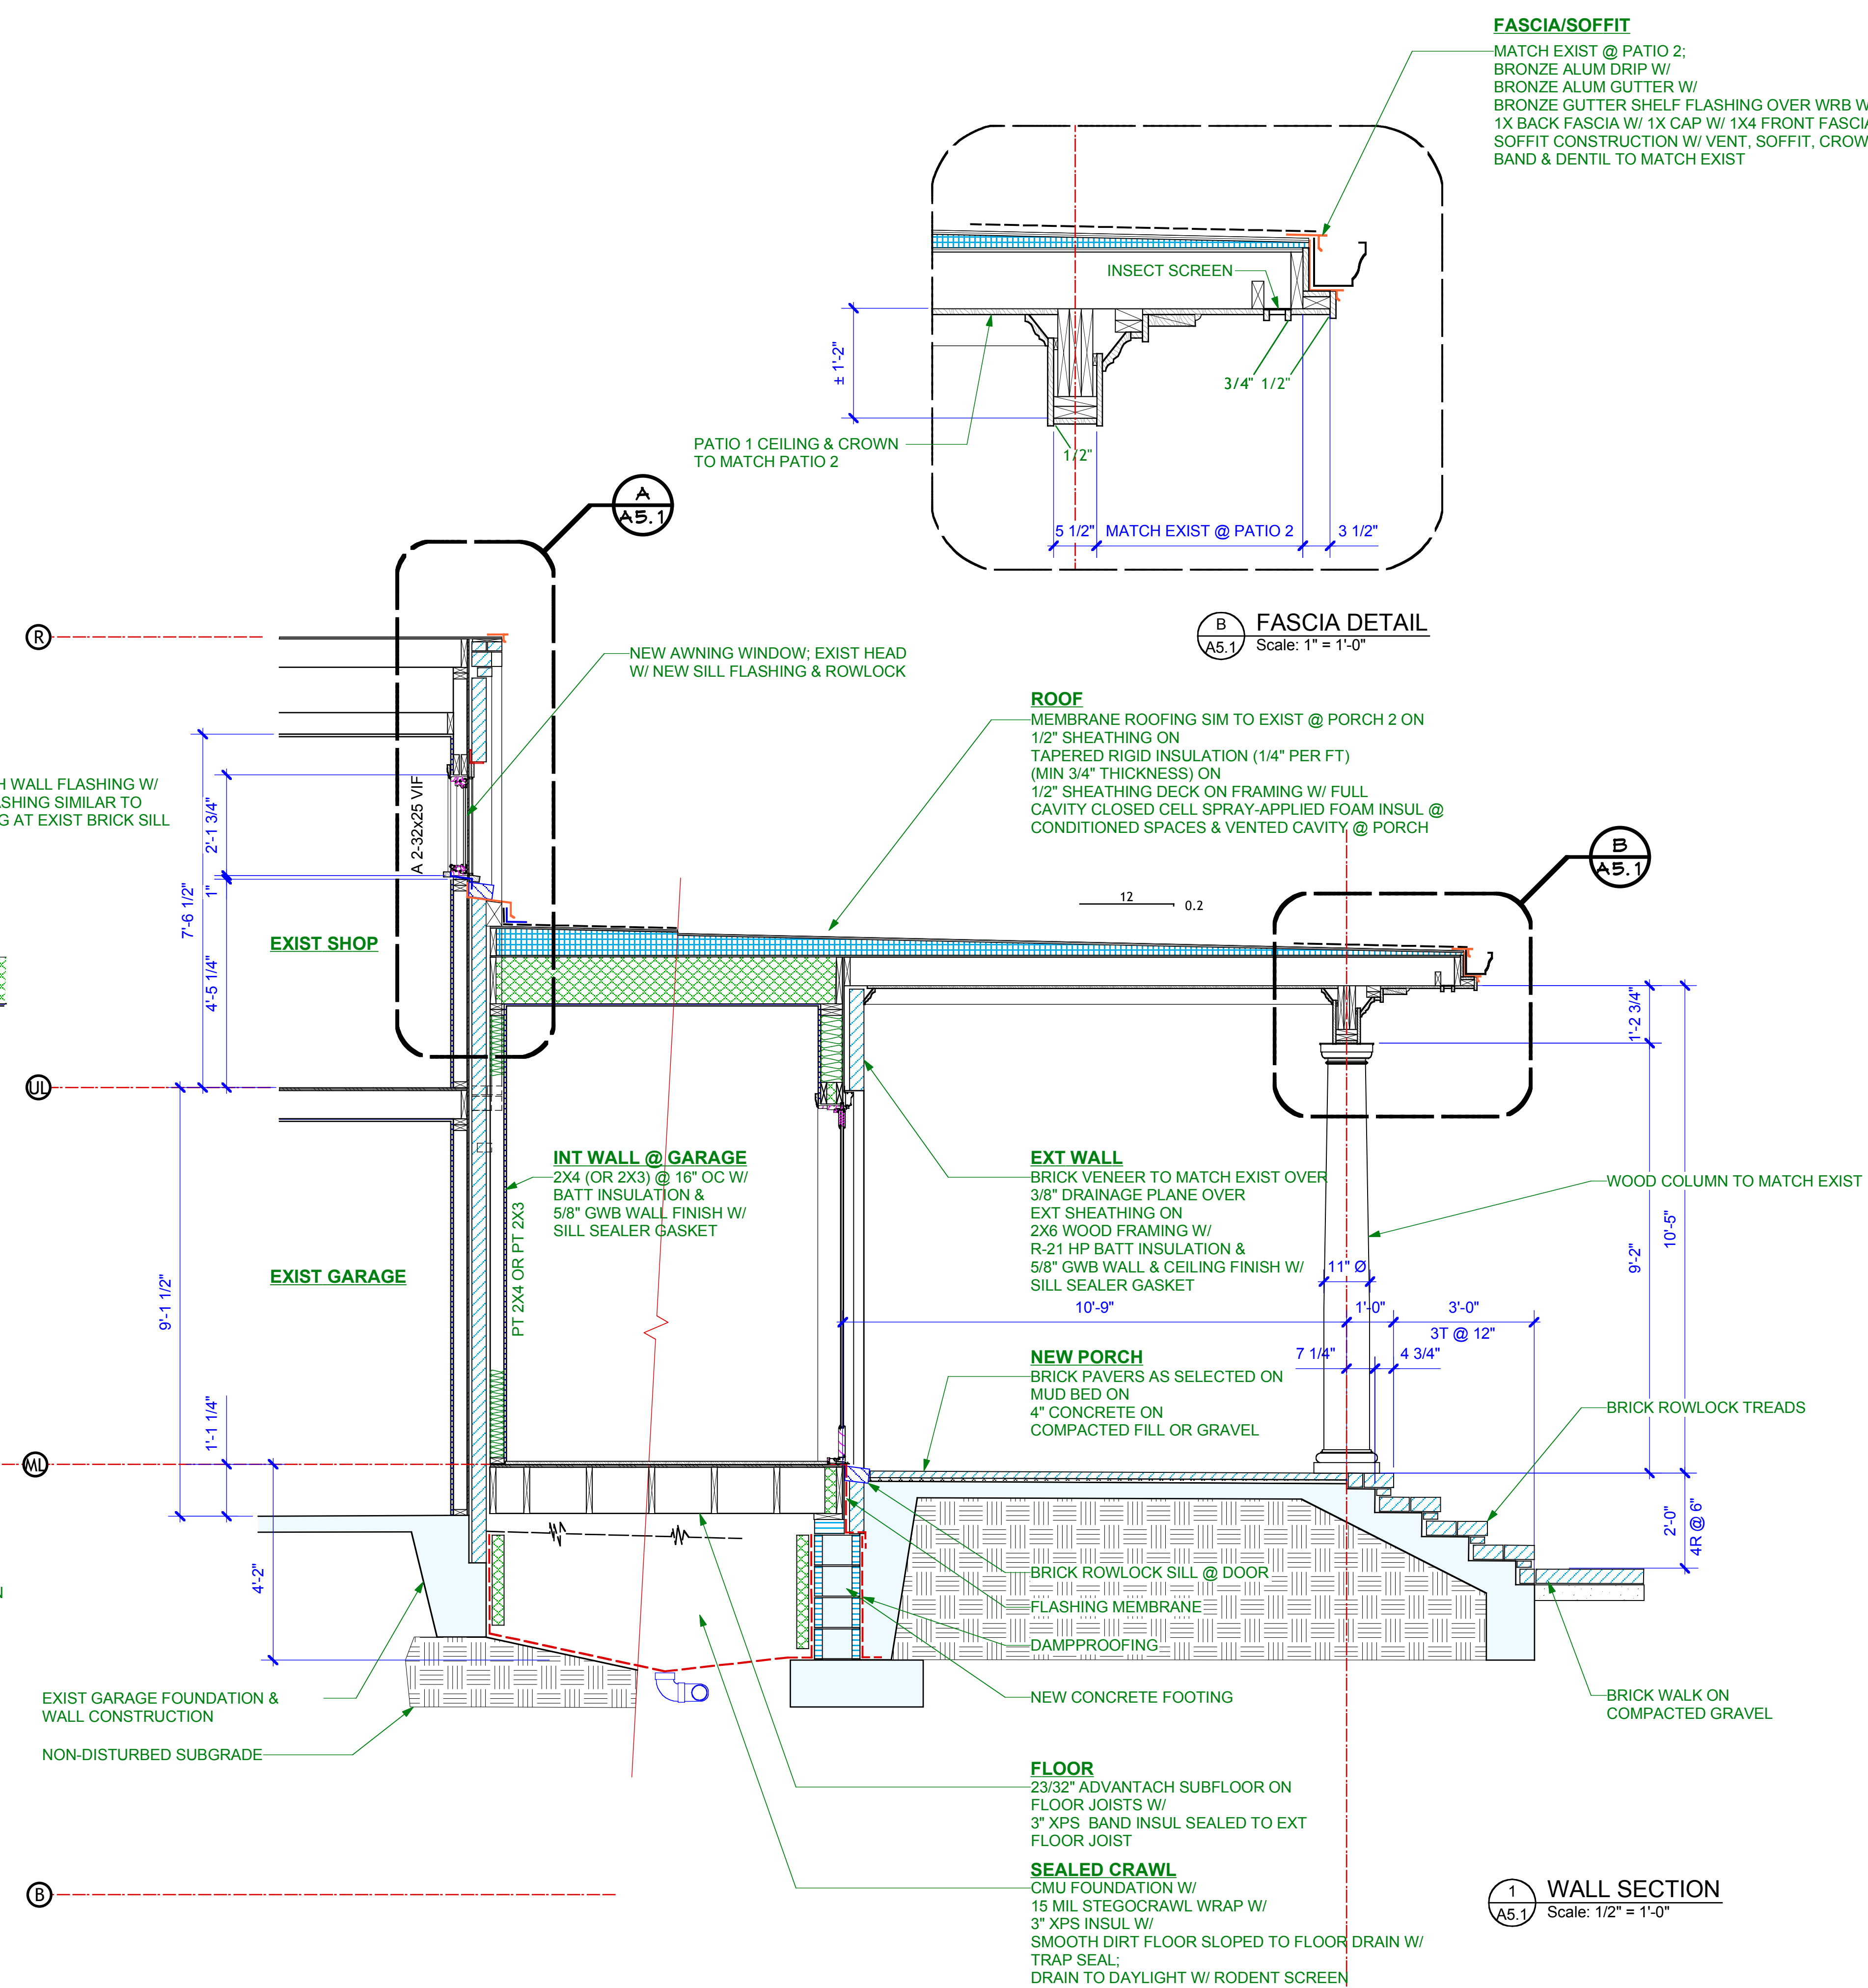 FASCIA/SOFFIT
MATCH EXIST @ PATIO 2;
BRONZE ALUM DRIP W/
BRONZE ALUM GUTTER W/
BRONZE GUTTER SHELF FLASHING OVER WRB W
1X BACK FASCIA W/ 1X CAP W/ 1X4 FRONT FASCIA
SOFFIT CONSTRUCTION W/ VENT, SOFFIT, CROW
BAND & DENTIL TO MATCH EXIST
INSECT SCREEN
± 1'-2"
3/4" 1/2"
PATIO 1 CEILING & CROWN
TO MATCH PATIO 2
1/2"
5 1/2" MATCH EXIST @ PATIO 2 3 1/2"
A
A5.1
B
A5.1
FASCIA DETAIL
Scale: 1" = 1'-0"
R
NEW AWNING WINDOW; EXIST HEAD
W/ NEW SILL FLASHING & ROWLOCK
ROOF
MEMBRANE ROOFING SIM TO EXIST @ PORCH 2 ON
1/2" SHEATHING ON
TAPERED RIGID INSULATION (1/4" PER FT)
(MIN 3/4" THICKNESS) ON
1/2" SHEATHING DECK ON FRAMING W/ FULL
CAVITY CLOSED CELL SPRAY-APPLIED FOAM INSUL @
CONDITIONED SPACES & VENTED CAVITY @ PORCH
H WALL FLASHING W/
ASHING SIMILAR TO
G AT EXIST BRICK SILL
7'-6 1/2"
2'-1 3/4"
1"
4'-5 1/4"
A 2-32x25 VIF
EXIST SHOP
12
0.2
B
A5.1
UL
1'-2 3/4"
10'-5"
9'-2"
INT WALL @ GARAGE
2X4 (OR 2X3) @ 16" OC W/
BATT INSULATION &
5/8" GWB WALL FINISH W/
SILL SEALER GASKET
PT 2X4 OR PT 2X3
EXT WALL
BRICK VENEER TO MATCH EXIST OVER
3/8" DRAINAGE PLANE OVER
EXT SHEATHING ON
2X6 WOOD FRAMING W/
R-21 HP BATT INSULATION &
5/8" GWB WALL & CEILING FINISH W/
SILL SEALER GASKET
WOOD COLUMN TO MATCH EXIST
EXIST GARAGE
9'-1 1/2"
1'-1 1/4"
11" Ø
10'-9" 1'-0" 3'-0"
3T @ 12"
7 1/4" 4 3/4"
NEW PORCH
BRICK PAVERS AS SELECTED ON
MUD BED ON
4" CONCRETE ON
COMPACTED FILL OR GRAVEL
BRICK ROWLOCK TREADS
ML
2'-0"
4R @ 6"
4'-2"
N
BRICK ROWLOCK SILL @ DOOR
FLASHING MEMBRANE
DAMPPROOFING
NEW CONCRETE FOOTING
EXIST GARAGE FOUNDATION &
WALL CONSTRUCTION
NON-DISTURBED SUBGRADE
BRICK WALK ON
COMPACTED GRAVEL
FLOOR
23/32" ADVANTACH SUBFLOOR ON
FLOOR JOISTS W/
3" XPS BAND INSUL SEALED TO EXT
FLOOR JOIST
SEALED CRAWL
CMU FOUNDATION W/
15 MIL STEGOCRAWL WRAP W/
3" XPS INSUL W/
SMOOTH DIRT FLOOR SLOPED TO FLOOR DRAIN W/
TRAP SEAL;
DRAIN TO DAYLIGHT W/ RODENT SCREEN
B
1
A5.1
WALL SECTION
Scale: 1/2" = 1'-0"